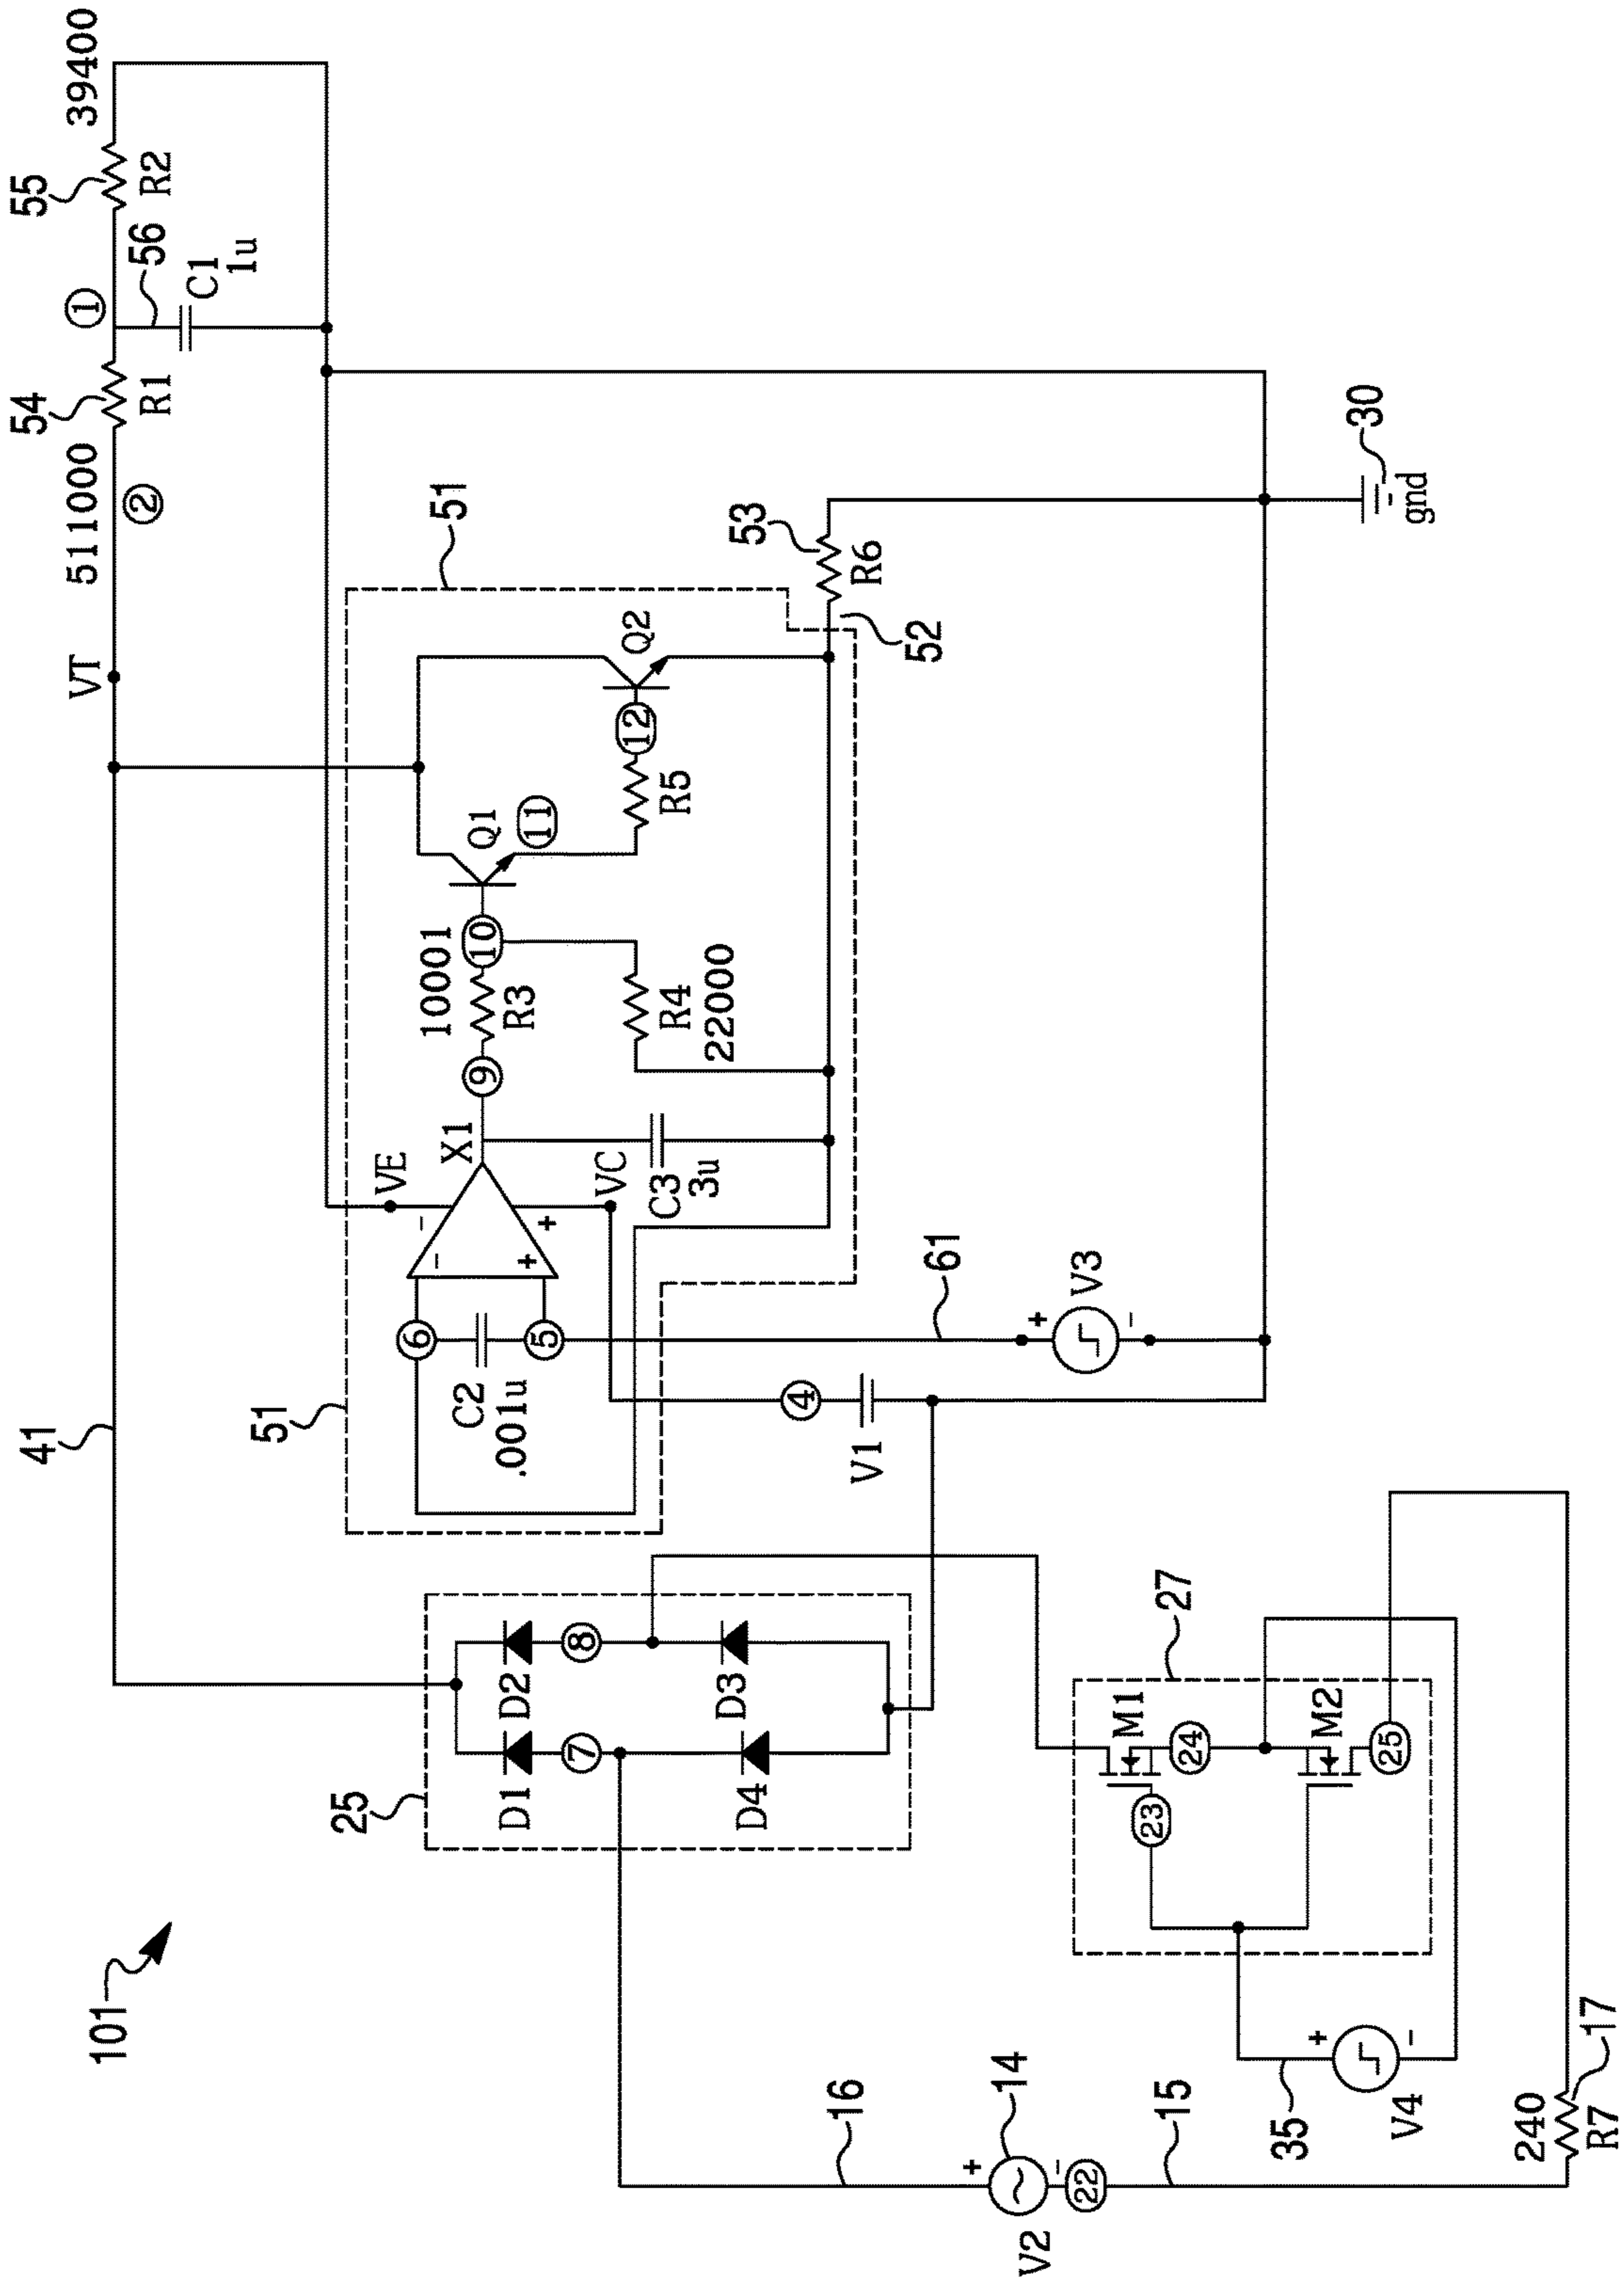 55
39400
R2
56
1
C1
1u
54
R1
511000
2
VT
51
53
R6
52
30
gnd
Q2
12
R5
Q1
11
10
10001
R3
R4
22000
9
X1
VE
VC
C3
3u
−
−
+
+
6
5
C2
.001u
51
61
V3
+
−
4
V1
41
25
D2
8
D3
D1
7
D4
27
M1
24
M2
25
23
101
16
14
+
−
V2
22
15
35
+
−
V4
240
R7
17